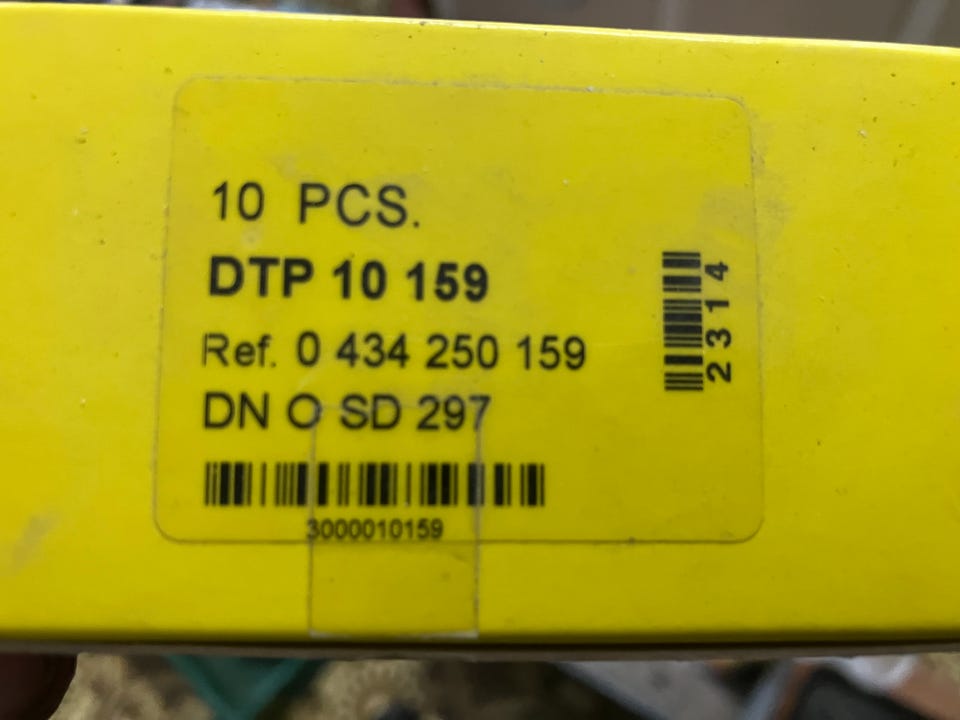 10 PCS.
DTP 10 159
Ref. 0 434 250 159
DN O SD 297
3000010159
2314